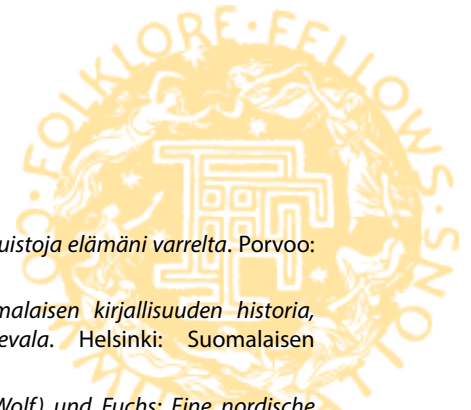 FOLKLORE · FELLOWS
uistoja elämäni varrelta. Porvoo:
malaisen kirjallisuuden historia,
evala. Helsinki: Suomalaisen
Wolf) und Fuchs: Eine nordische